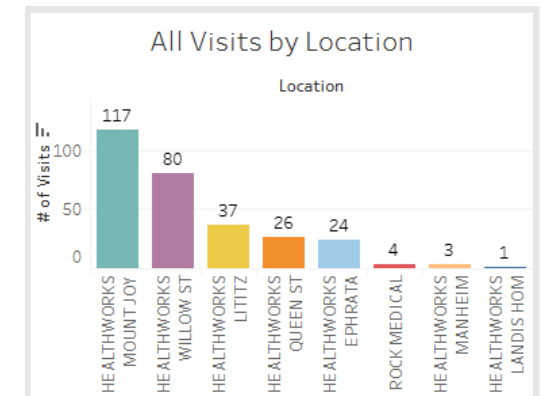 All Visits by Location
Location
# of Visits
100
50
0
117
80
37
26
24
4
3
1
HEALTHWORKS
MOUNT JOY
HEALTHWORKS
WILLOW ST
HEALTHWORKS
LITITZ
HEALTHWORKS
QUEEN ST
HEALTHWORKS
EPHRATA
ROCK MEDICAL
HEALTHWORKS
MANHEIM
HEALTHWORKS
LANDIS HOM